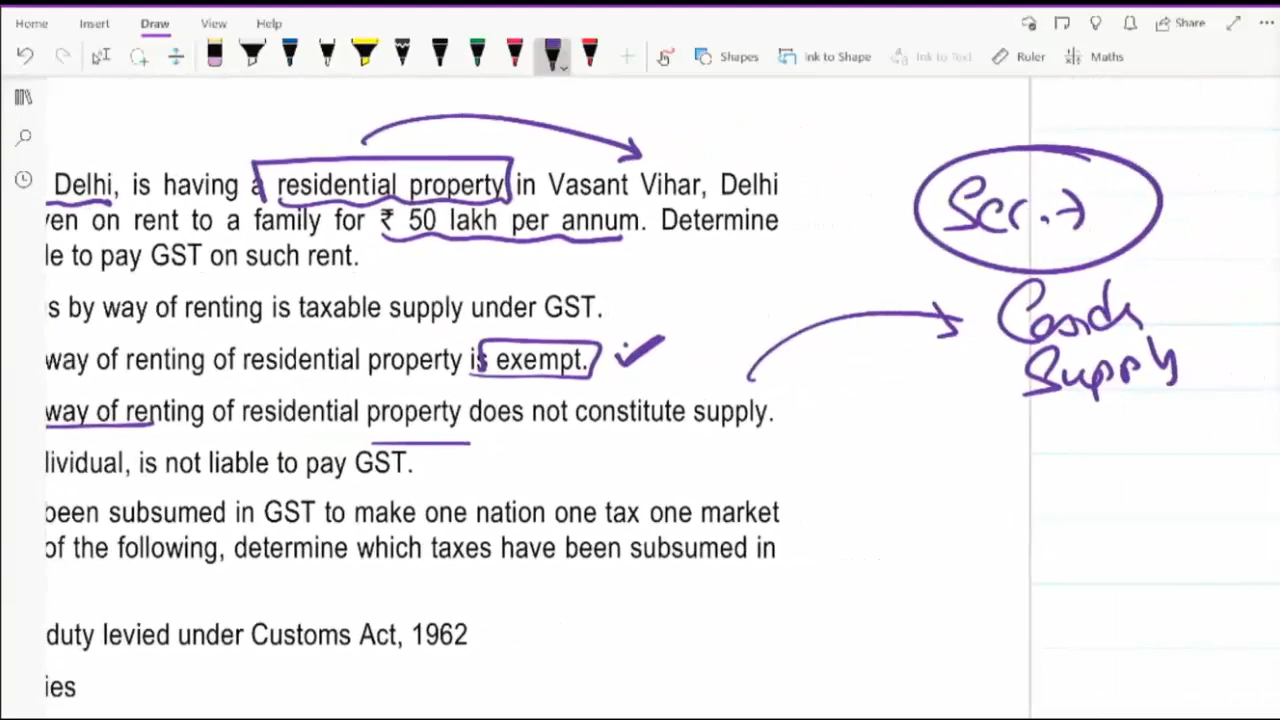 Home Insert Draw View Help Share
Shapes Ink to Shape Ink to Text Ruler Maths
Delhi, is having a residential property in Vasant Vihar, Delhi
ven on rent to a family for ₹ 50 lakh per annum. Determine
le to pay GST on such rent.
s by way of renting is taxable supply under GST.
way of renting of residential property is exempt.
way of renting of residential property does not constitute supply.
dividual, is not liable to pay GST.
been subsumed in GST to make one nation one tax one market
of the following, determine which taxes have been subsumed in
duty levied under Customs Act, 1962
ies
Supply